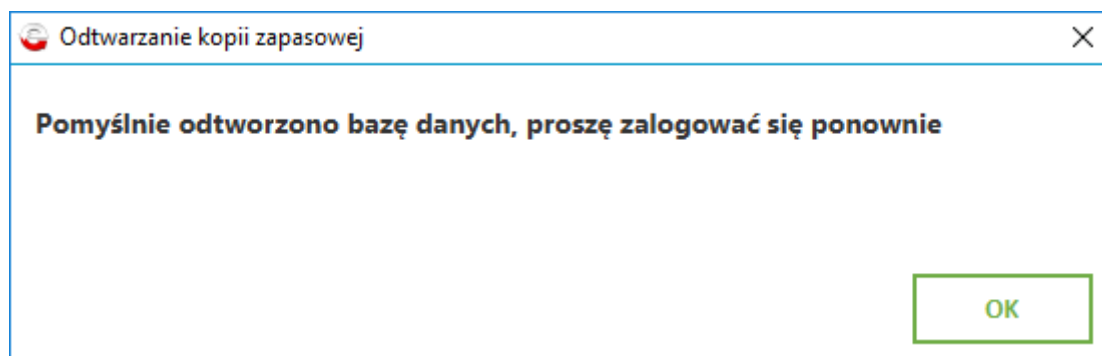 Odtwarzanie kopii zapasowej
Pomyślnie odtworzono bazę danych, proszę zalogować się ponownie
OK